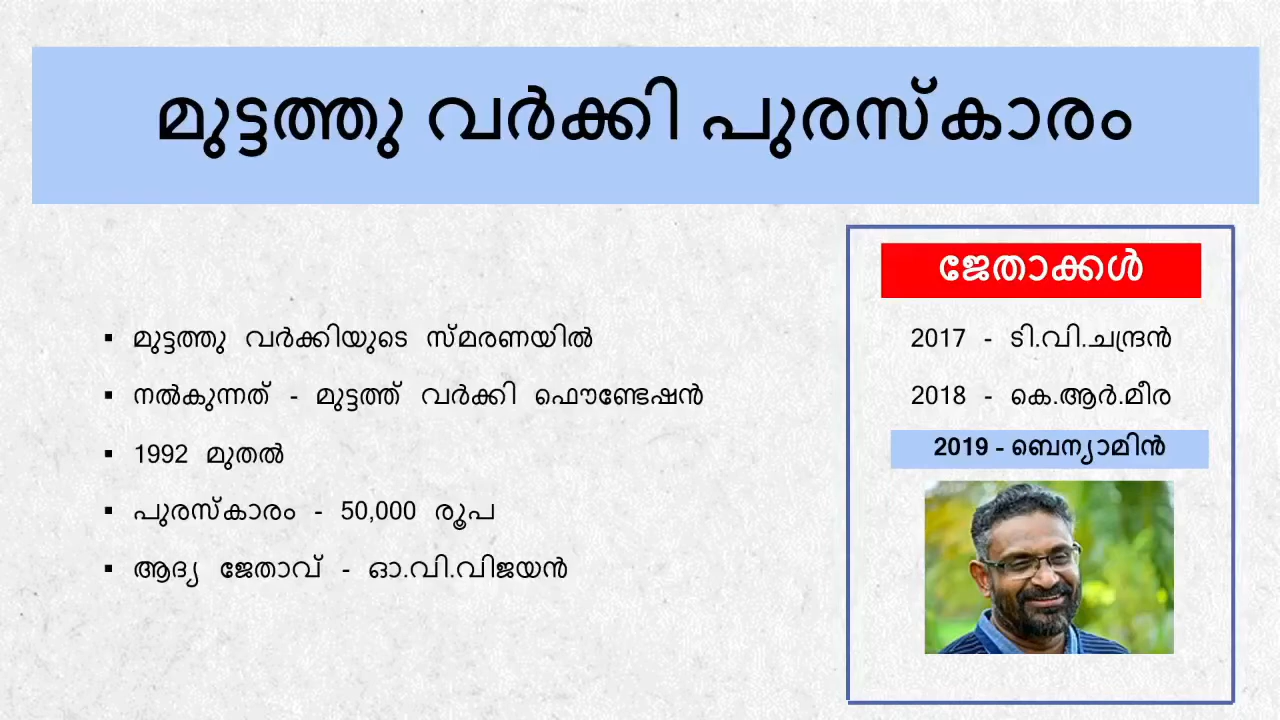 മുട്ടത്തു വർക്കി പുരസ്കാരം
▪ മുട്ടത്തു വർക്കിയുടെ സ്മരണയിൽ
▪ നൽകുന്നത് - മുട്ടത്ത് വർക്കി ഫൌണ്ടേഷൻ
▪ 1992 മുതൽ
▪ പുരസ്കാരം - 50,000 രൂപ
▪ ആദ്യ ജേതാവ് - ഓ.വി.വിജയൻ
ജേതാക്കൾ
2017 - ടി.വി.ചന്ദ്രൻ
2018 - കെ.ആർ.മീര
2019 - ബെന്യാമിൻ